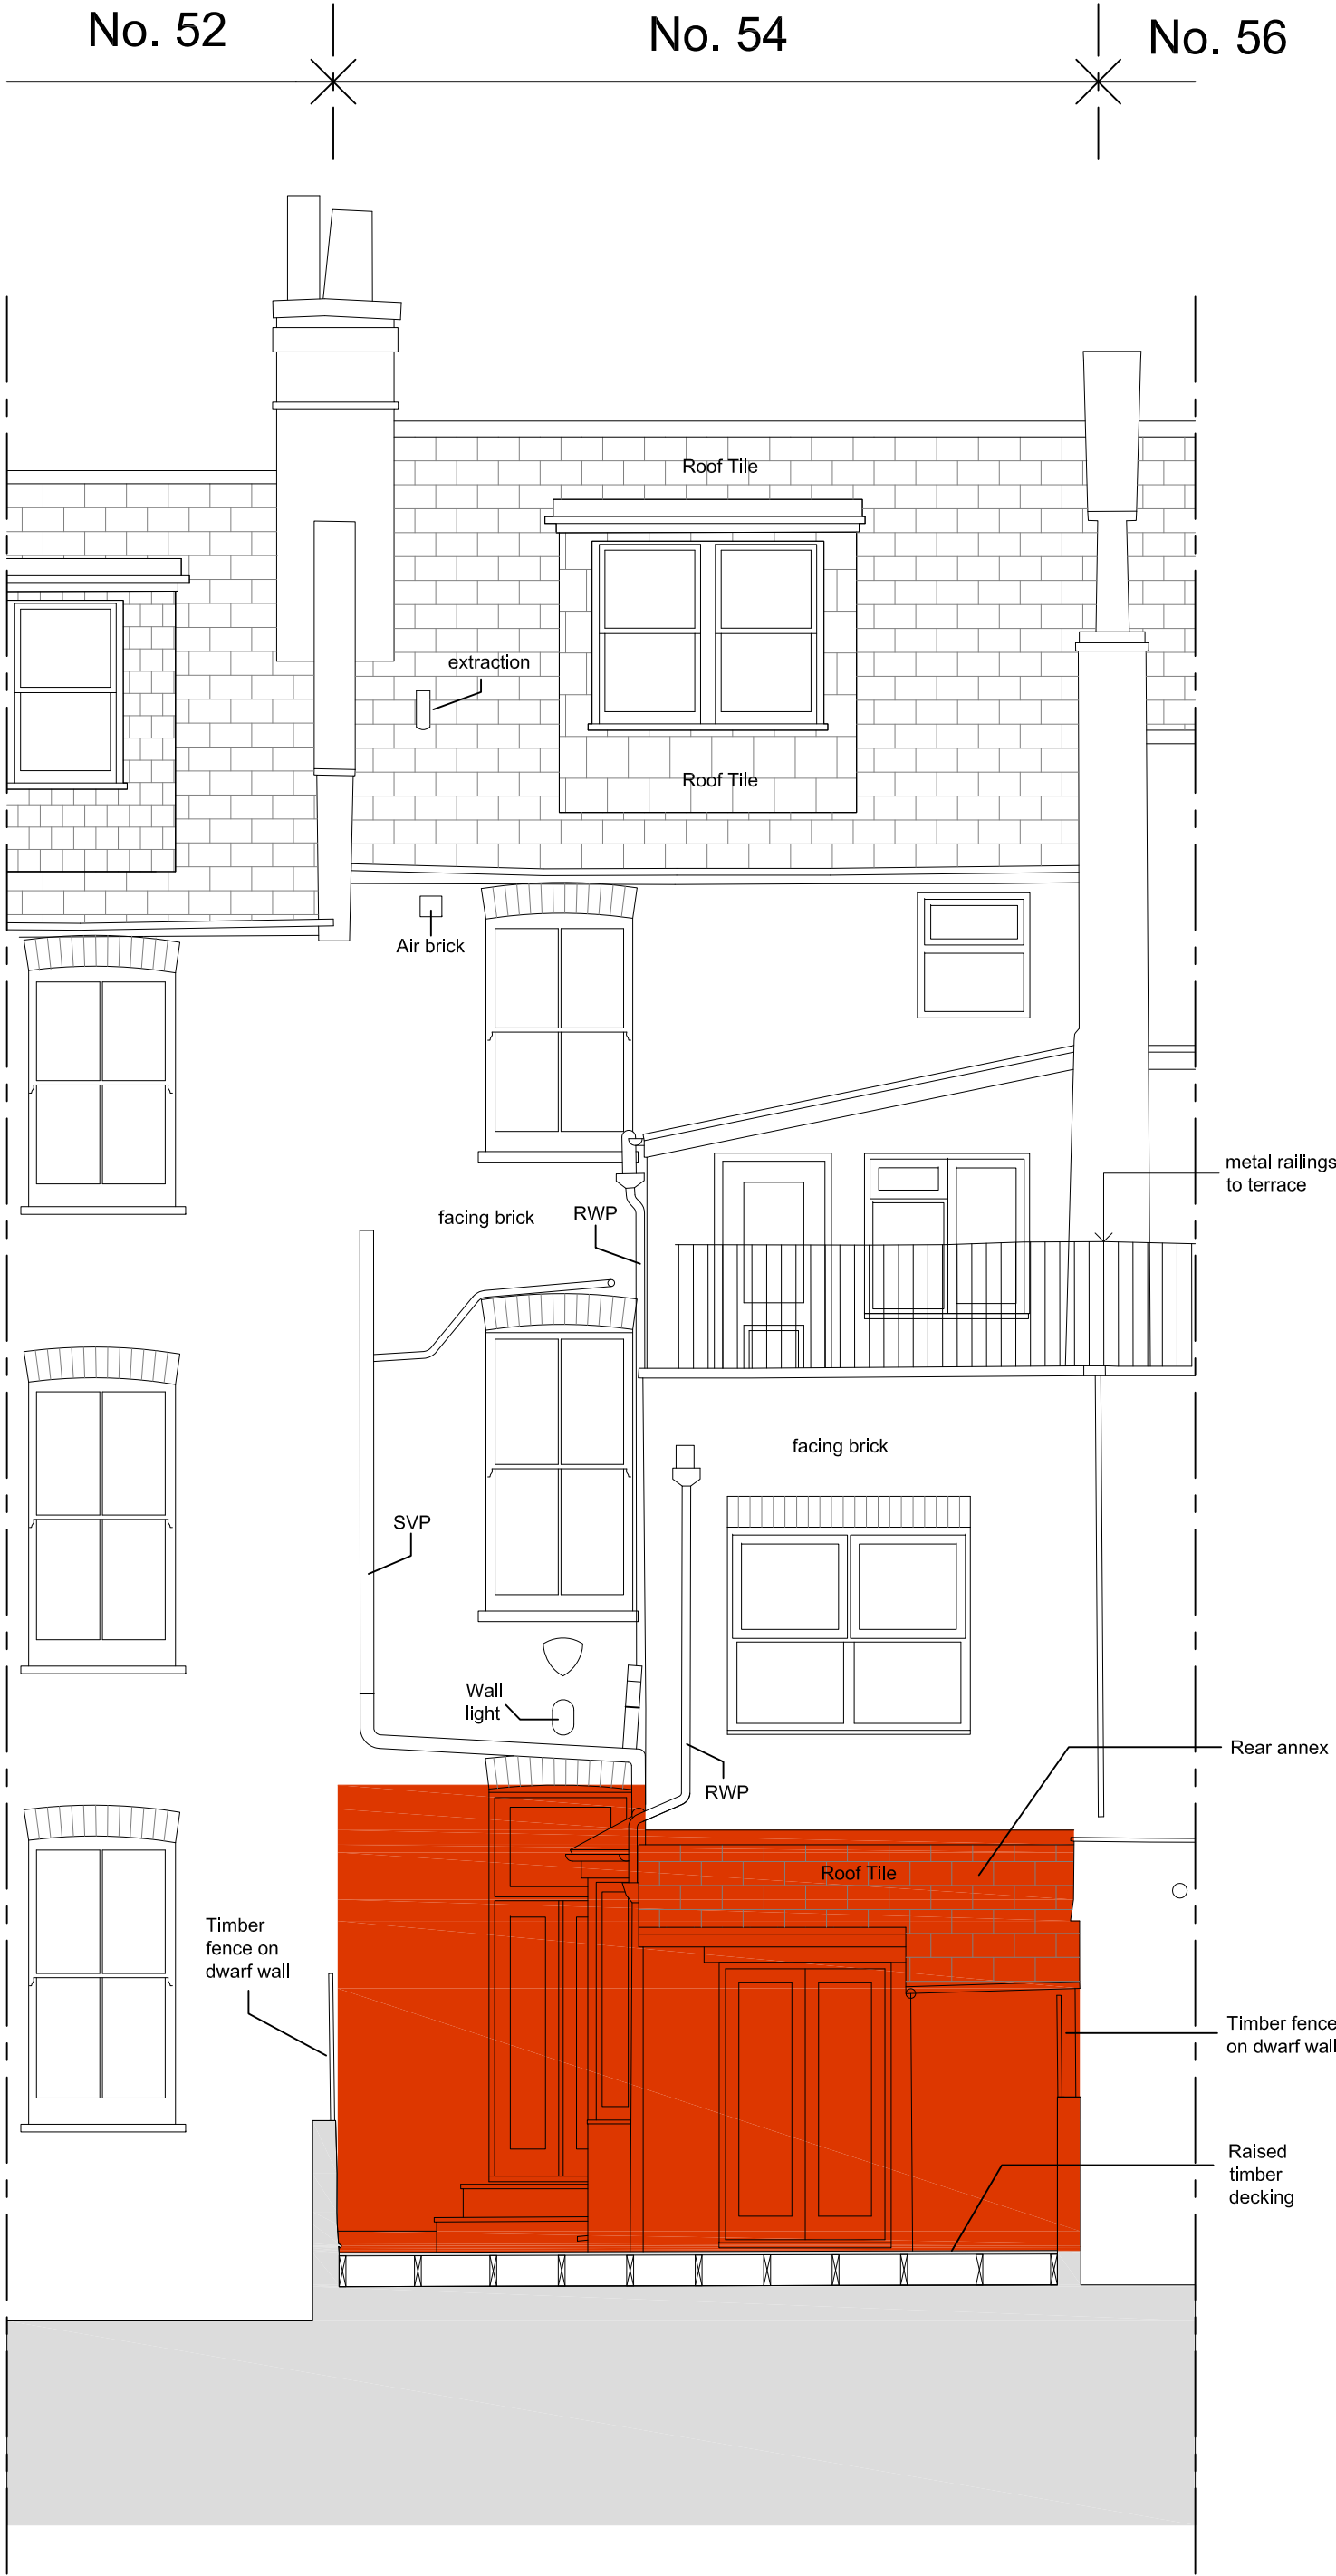 No. 52
No. 54
No. 56
Roof Tile
extraction
Roof Tile
Air brick
metal railings
to terrace
facing brick
RWP
facing brick
SVP
Wall
light
Rear annex
RWP
Roof Tile
Timber
fence on
dwarf wall
Timber fence
on dwarf wall
Raised
timber
decking